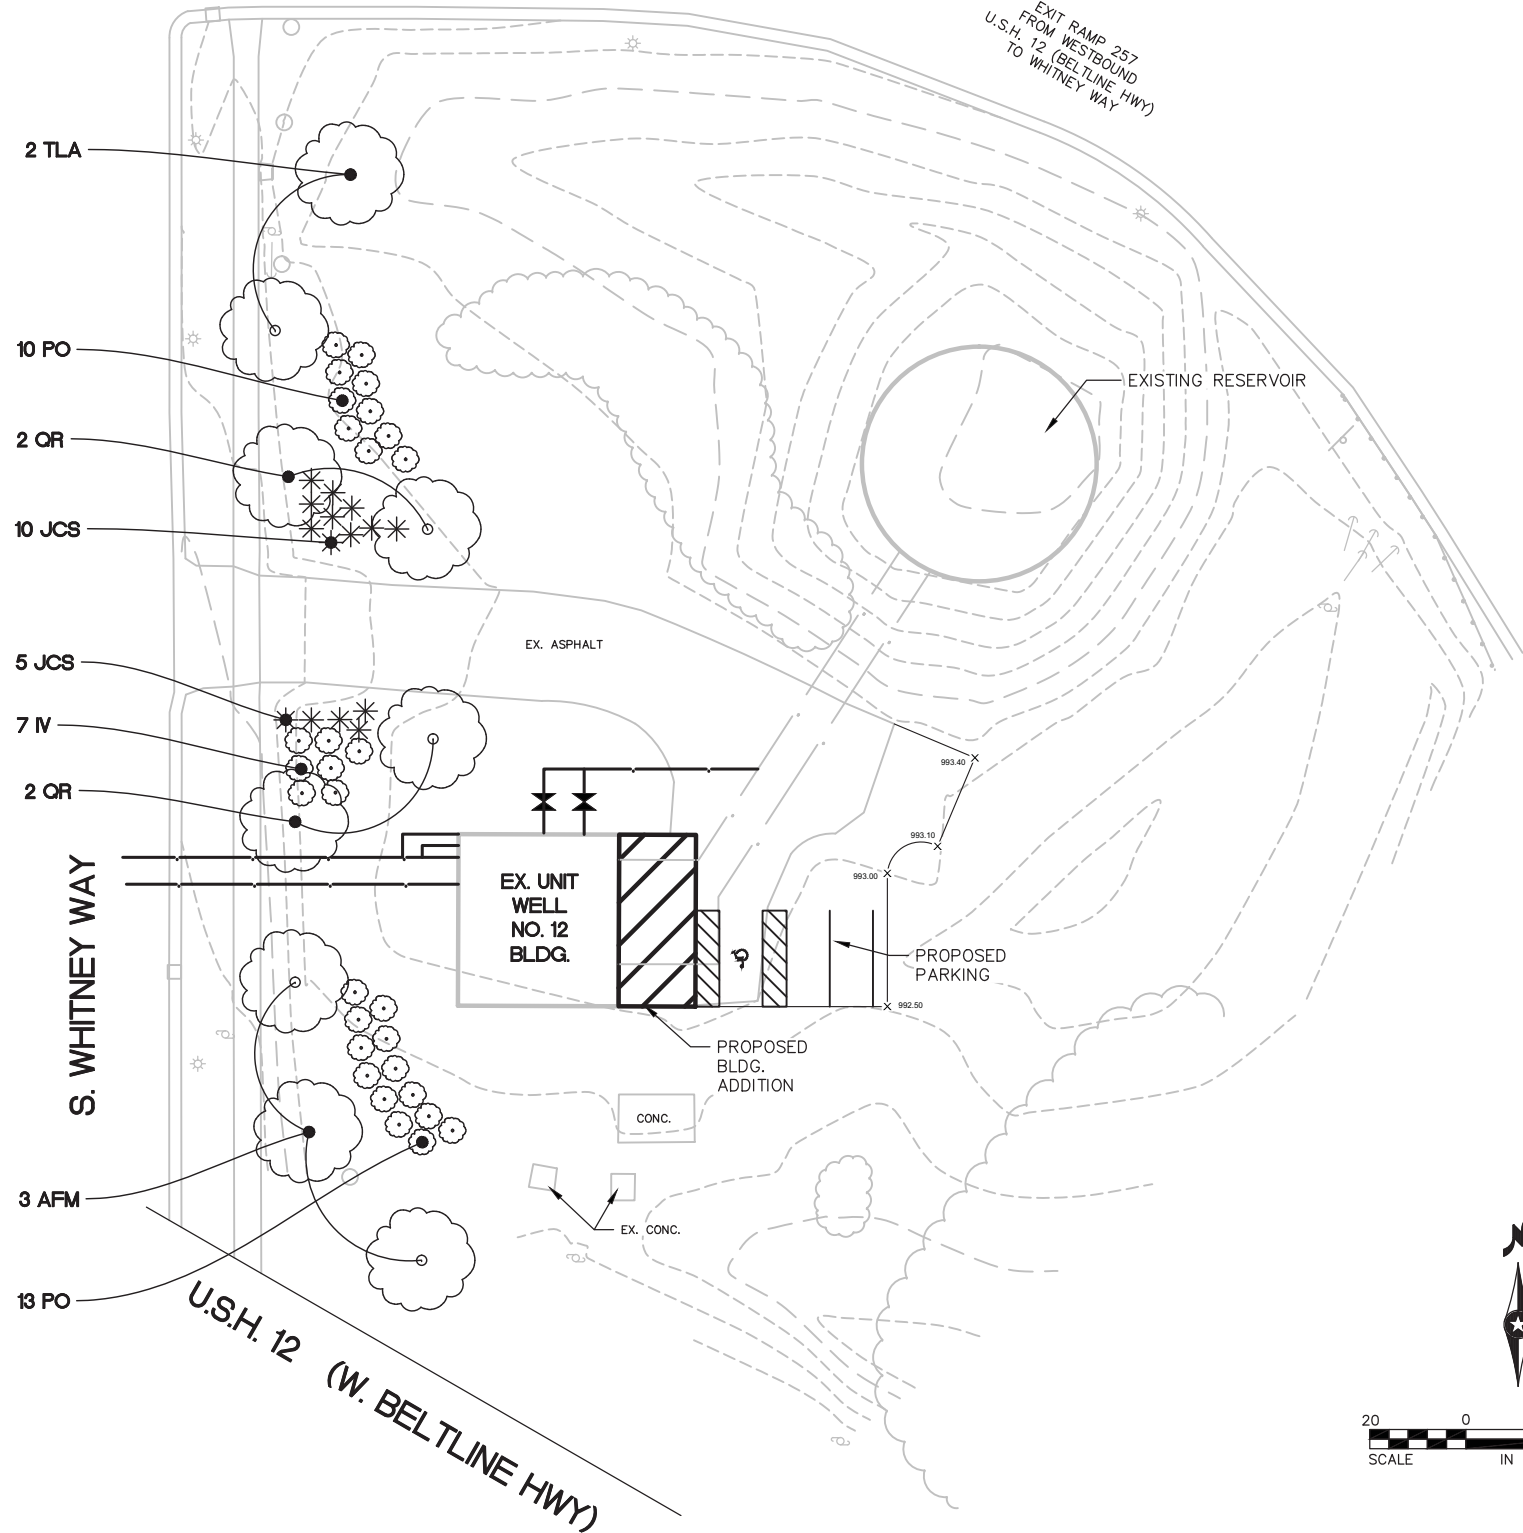 EXIT RAMP 257
FROM WESTBOUND
U.S.H. 12 (BELTLINE HWY)
TO WHITNEY WAY
2 TLA
10 PO
EXISTING RESERVOIR
2 QR
10 JCS
EX. ASPHALT
5 JCS
7 IV
993.40
2 QR
993.10
S. WHITNEY WAY
EX. UNIT
WELL
NO. 12
BLDG.
993.00
PROPOSED
PARKING
992.50
PROPOSED
BLDG.
ADDITION
CONC.
3 AFM
EX. CONC.
13 PO
U.S.H. 12 (W. BELTLINE HWY)
20 0
SCALE IN